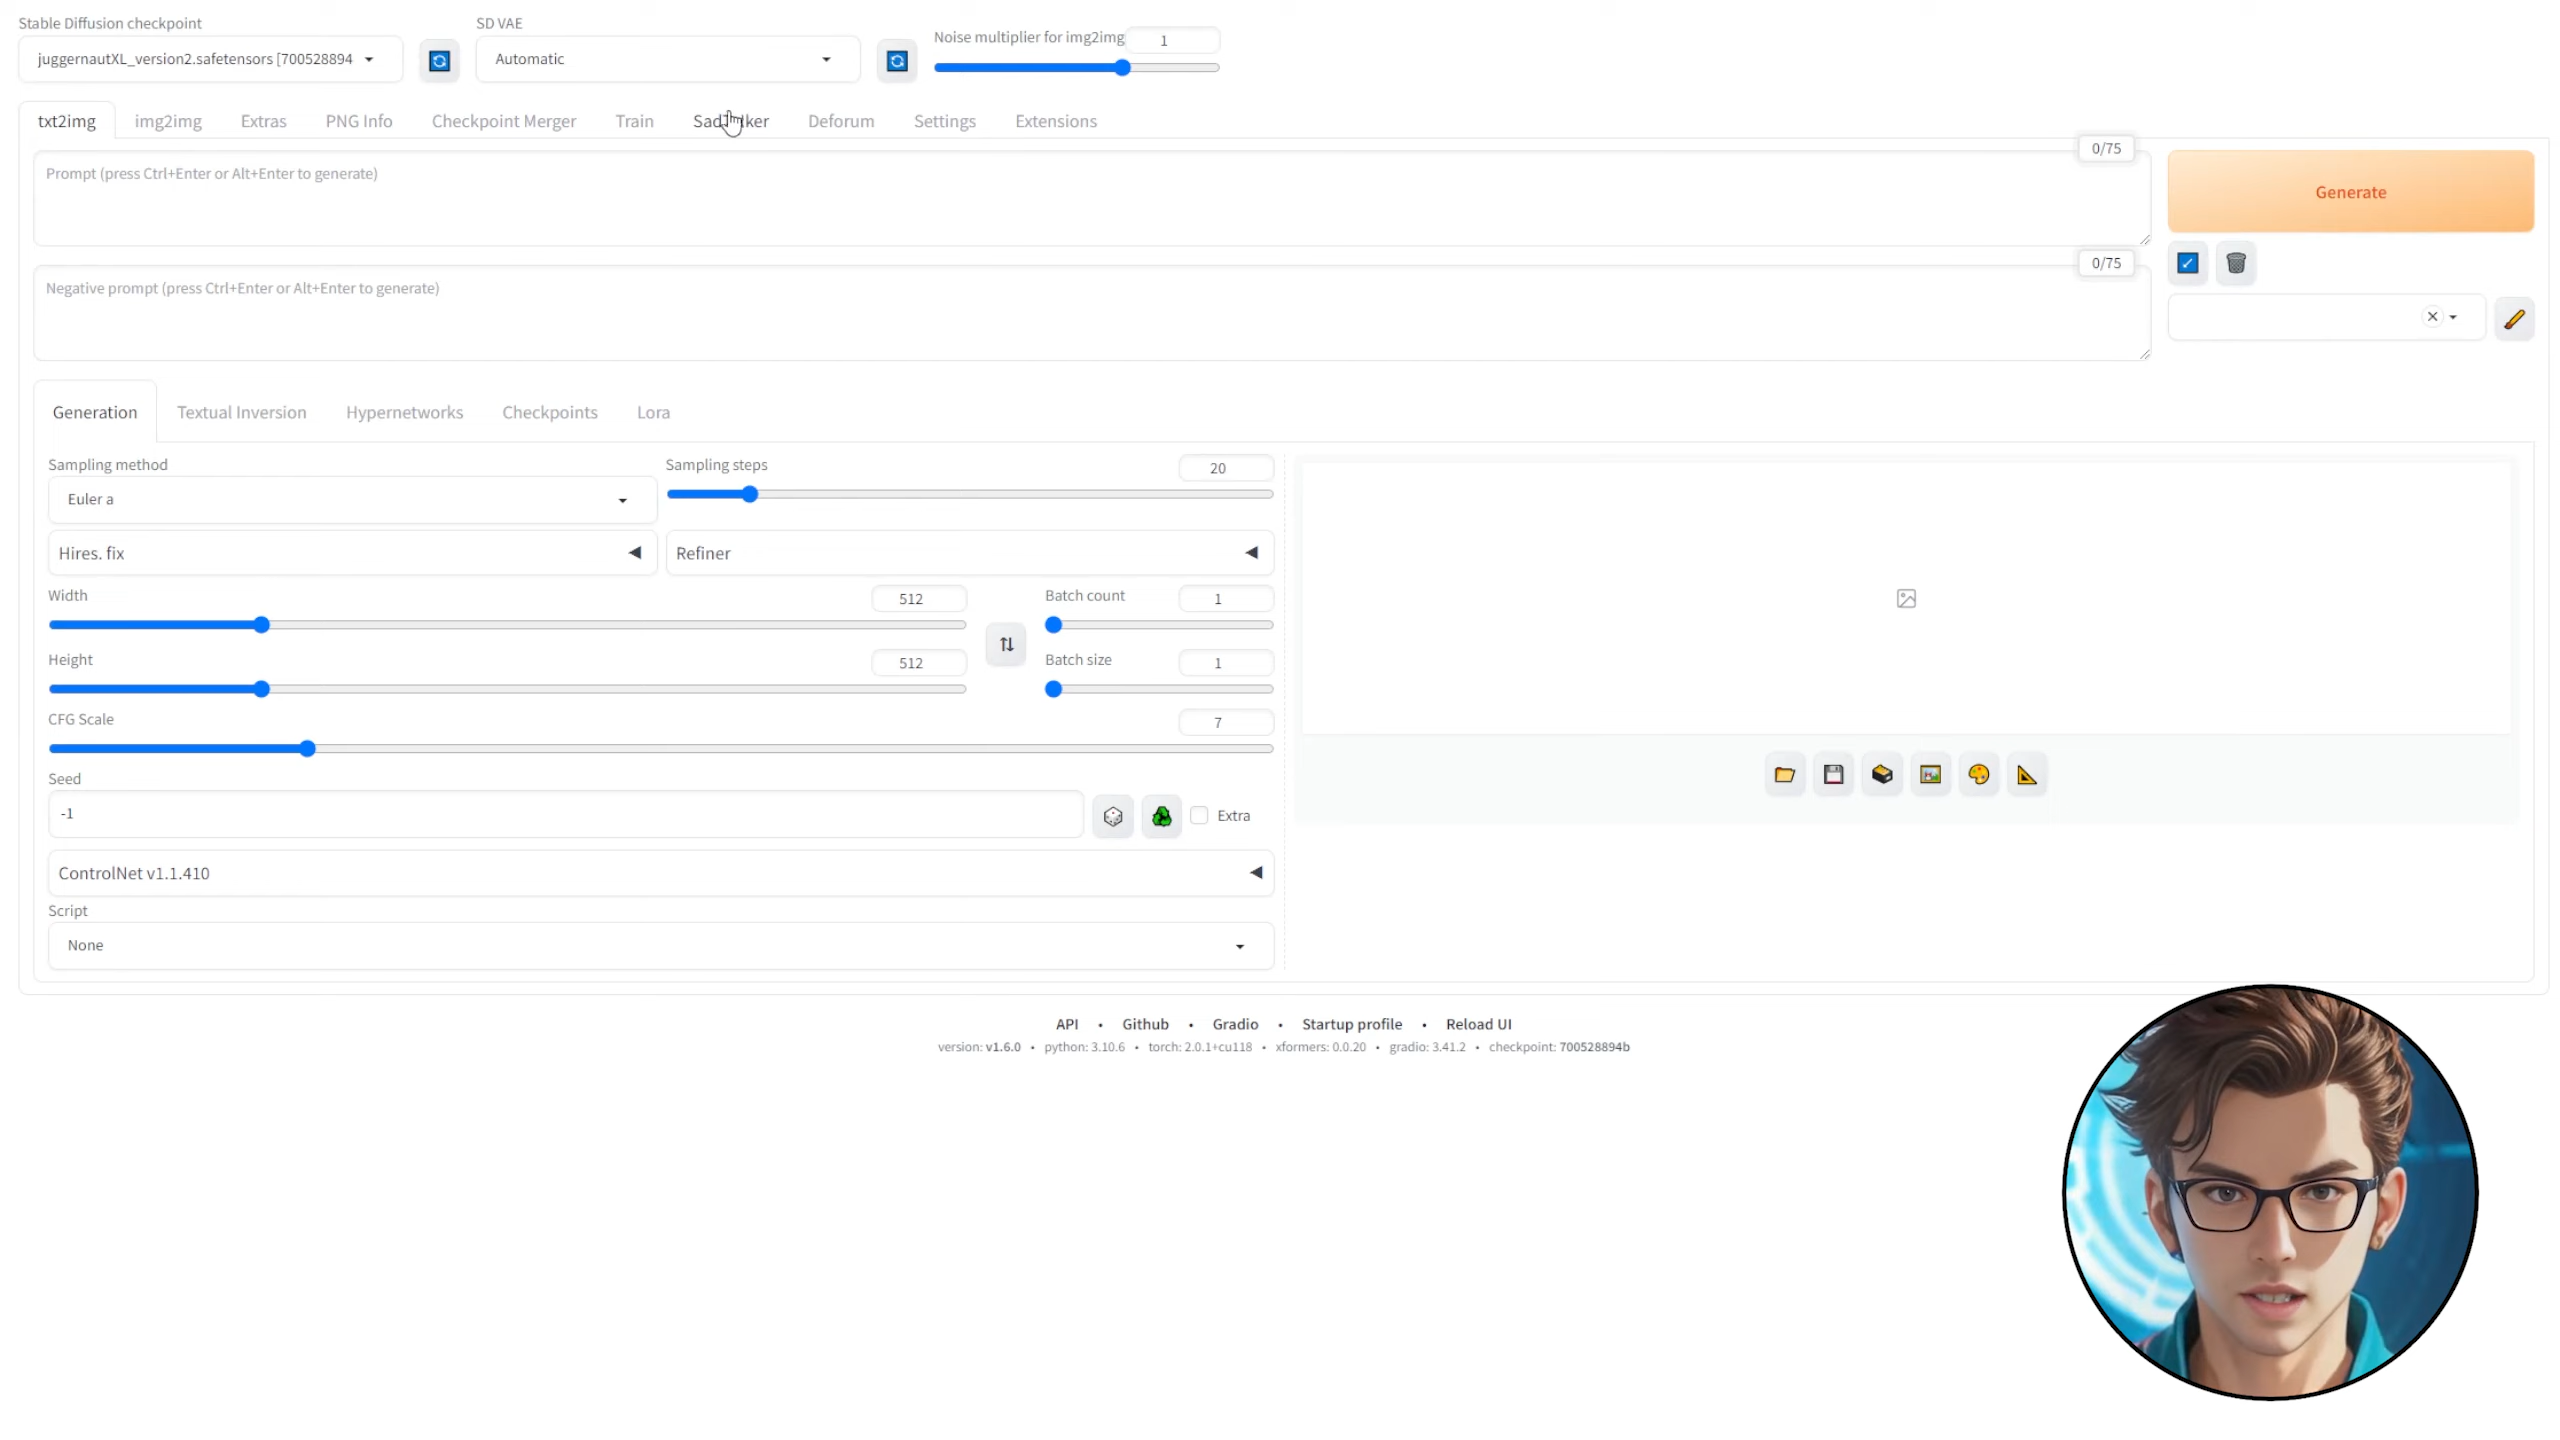 Stable Diffusion checkpoint
juggernautXL_version2.safetensors [700528894
SD VAE
Automatic
Noise multiplier for img2img
1
txt2img
img2img
Extras
PNG Info
Checkpoint Merger
Train
Deforum
Settings
Extensions
0/75
Prompt (press Ctrl+Enter or Alt+Enter to generate)
Generate
0/75
Negative prompt (press Ctrl+Enter or Alt+Enter to generate)
Generation
Textual Inversion
Hypernetworks
Checkpoints
Lora
Sampling method
Euler a
Sampling steps
20
Hires. fix
Refiner
Width
512
Batch count
1
Height
512
Batch size
1
CFG Scale
7
Seed
-1
Extra
ControlNet v1.1.410
Script
None
API • Github • Gradio • Startup profile • Reload UI
version: v1.6.0 • python: 3.10.6 • torch: 2.0.1+cu118 • xformers: 0.0.20 • gradio: 3.41.2 • checkpoint: 700528894b